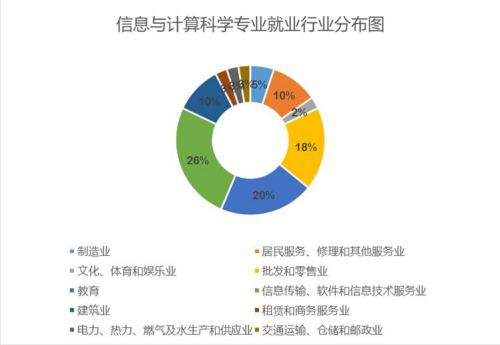 信息与计算科学专业就业行业分布图
5%
10%
2%
18%
20%
26%
10%
3%
制造业
居民服务、修理和其他服务业
文化、体育和娱乐业
批发和零售业
教育
信息传输、软件和信息技术服务业
建筑业
租赁和商务服务业
电力、热力、燃气及水生产和供应业
交通运输、仓储和邮政业